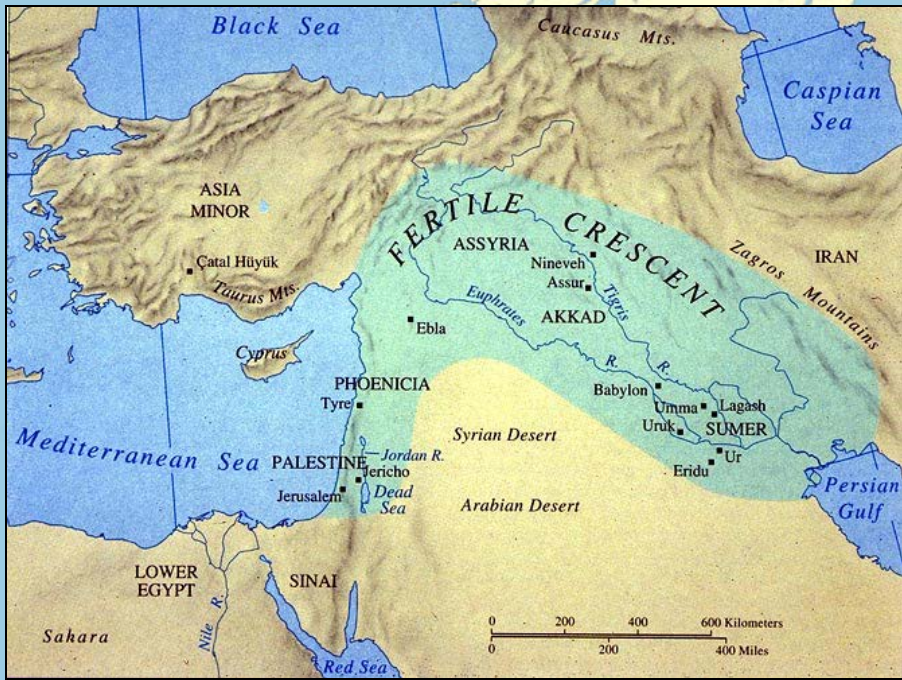 Black Sea
Caucasus Mts.
Caspian
Sea
ASIA
MINOR
FERTILE CRESCENT
ASSYRIA
Zagros
Mountains
IRAN
Çatal Hüyük
Taurus Mts.
Nineveh
Assur
Tigris
R.
Euphrates
R.
AKKAD
Ebla
Cyprus
PHOENICIA
Tyre
Babylon
Umma
Lagash
Uruk
SUMER
Ur
Eridu
Mediterranean Sea
Syrian Desert
PALESTINE
Jordan R.
Jericho
Jerusalem
Dead
Sea
Arabian Desert
Persian
Gulf
LOWER
EGYPT
SINAI
Nile R.
Sahara
Red Sea
0 200 400 600 Kilometers
0 200 400 Miles